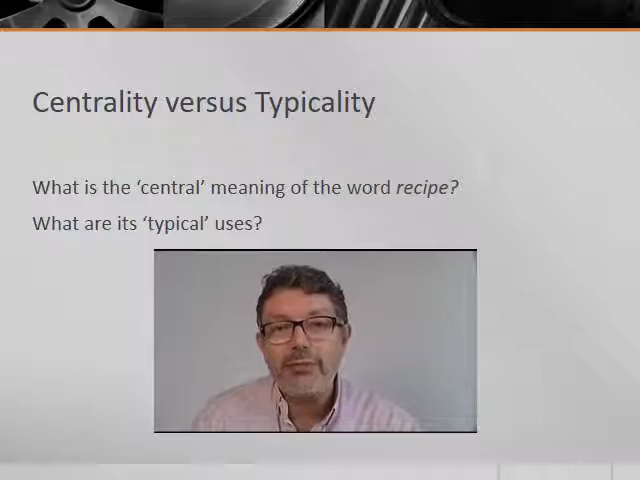 Centrality versus Typicality
What is the ‘central’ meaning of the word recipe?
What are its ‘typical’ uses?